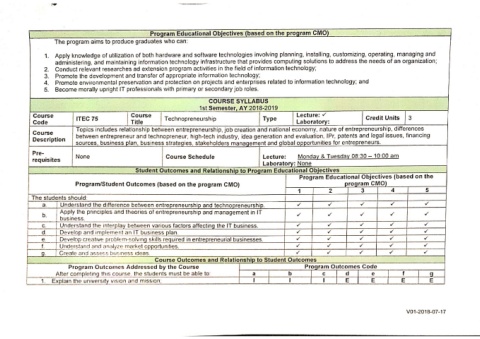 Program Educational Objectives (based on the program CMO)
The program aims to produce graduates who can:
1. Apply knowledge of utilization of both hardware and software technologies involving planning, installing, customizing, operating, managing and
administering, and maintaining information technology infrastructure that provides computing solutions to address the needs of an organization;
2. Conduct relevant researches ad extension program activities in the field of information technology;
3. Promote the development and transfer of appropriate information technology;
4. Promote environmental preservation and protection on projects and enterprises related to information technology; and
5. Become morally upright IT professionals with primary or secondary job roles.
COURSE SYLLABUS
1st Semester, AY 2018-2019
Course Code ITEC 75 Course Title Technopreneurship Type Lecture: ✓ Laboratory: Credit Units 3
Course Description Topics includes relationship between entrepreneurship, job creation and national economy, nature of entrepreneurship, differences
between entrepreneur and technopreneur, high-tech industry, idea generation and evaluation, IPr, patents and legal issues, financing
sources, business plan, business strategies, stakeholders management and global opportunities for entrepreneurs.
Pre-requisites None Course Schedule Lecture: Monday & Tuesday 08:30 – 10:00 am
Laboratory: None
Student Outcomes and Relationship to Program Educational Objectives
Program/Student Outcomes (based on the program CMO) Program Educational Objectives (based on the program CMO)
1 2 3 4 5
The students should
a. Understand the difference between entrepreneurship and technopreneurship. ✓ ✓ ✓ ✓ ✓
b. Apply the principles and theories of entrepreneurship and management in IT business. ✓ ✓ ✓ ✓ ✓
c. Understand the interplay between various factors affecting the IT business. ✓ ✓ ✓ ✓ ✓
d. Develop and implement an IT business plan. ✓ ✓ ✓ ✓ ✓
e. Develop creative problem-solving skills required in entrepreneurial businesses. ✓ ✓ ✓ ✓ ✓
f. Understand and analyze market opportunities. ✓ ✓ ✓ ✓ ✓
g. Create and assess business ideas. ✓ ✓ ✓ ✓ ✓
Course Outcomes and Relationship to Student Outcomes
Program Outcomes Addressed by the Course Program Outcomes Code
After completing this course, the students must be able to: a b c d e f g
1. Explain the university vision and mission. I I I E E E E
V01-2018-07-17